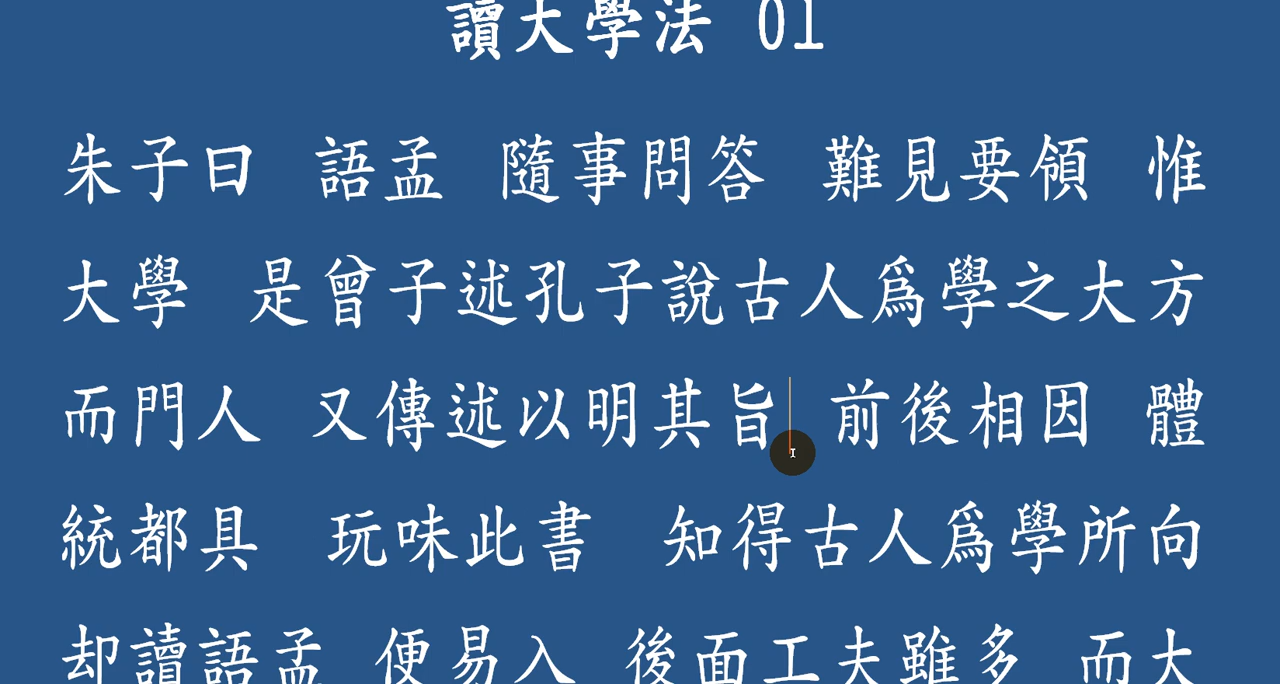 讀大學法 01
朱子曰 語孟 隨事問答 難見要領 惟
大學 是曾子述孔子說古人爲學之大方
而門人 又傳述以明其旨 前後相因 體
統都具 玩味此書 知得古人爲學所向
却讀語孟 便易入 後面工夫雖多 而大